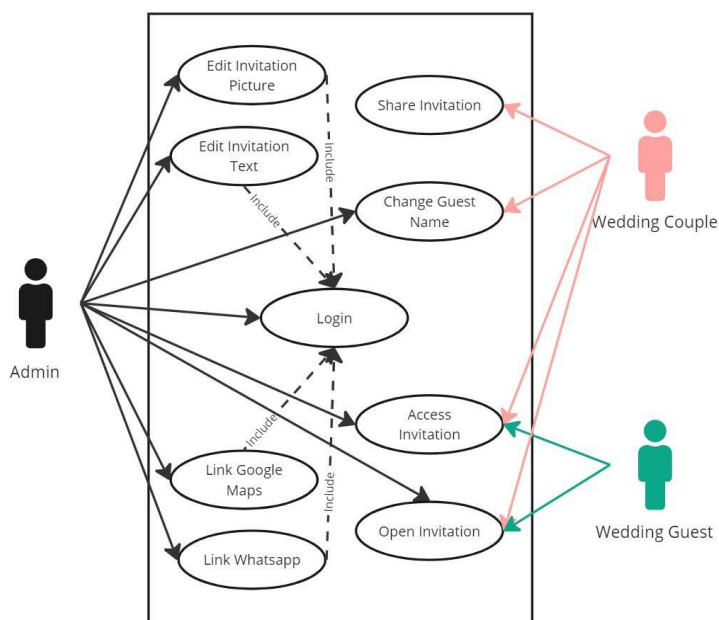 Edit Invitation
Picture
Share Invitation
Edit Invitation
Text
Include
Include
Change Guest
Name
Wedding Couple
Login
Admin
Access
Invitation
Include
Link Google
Maps
Include
Open Invitation
Wedding Guest
Link Whatsapp